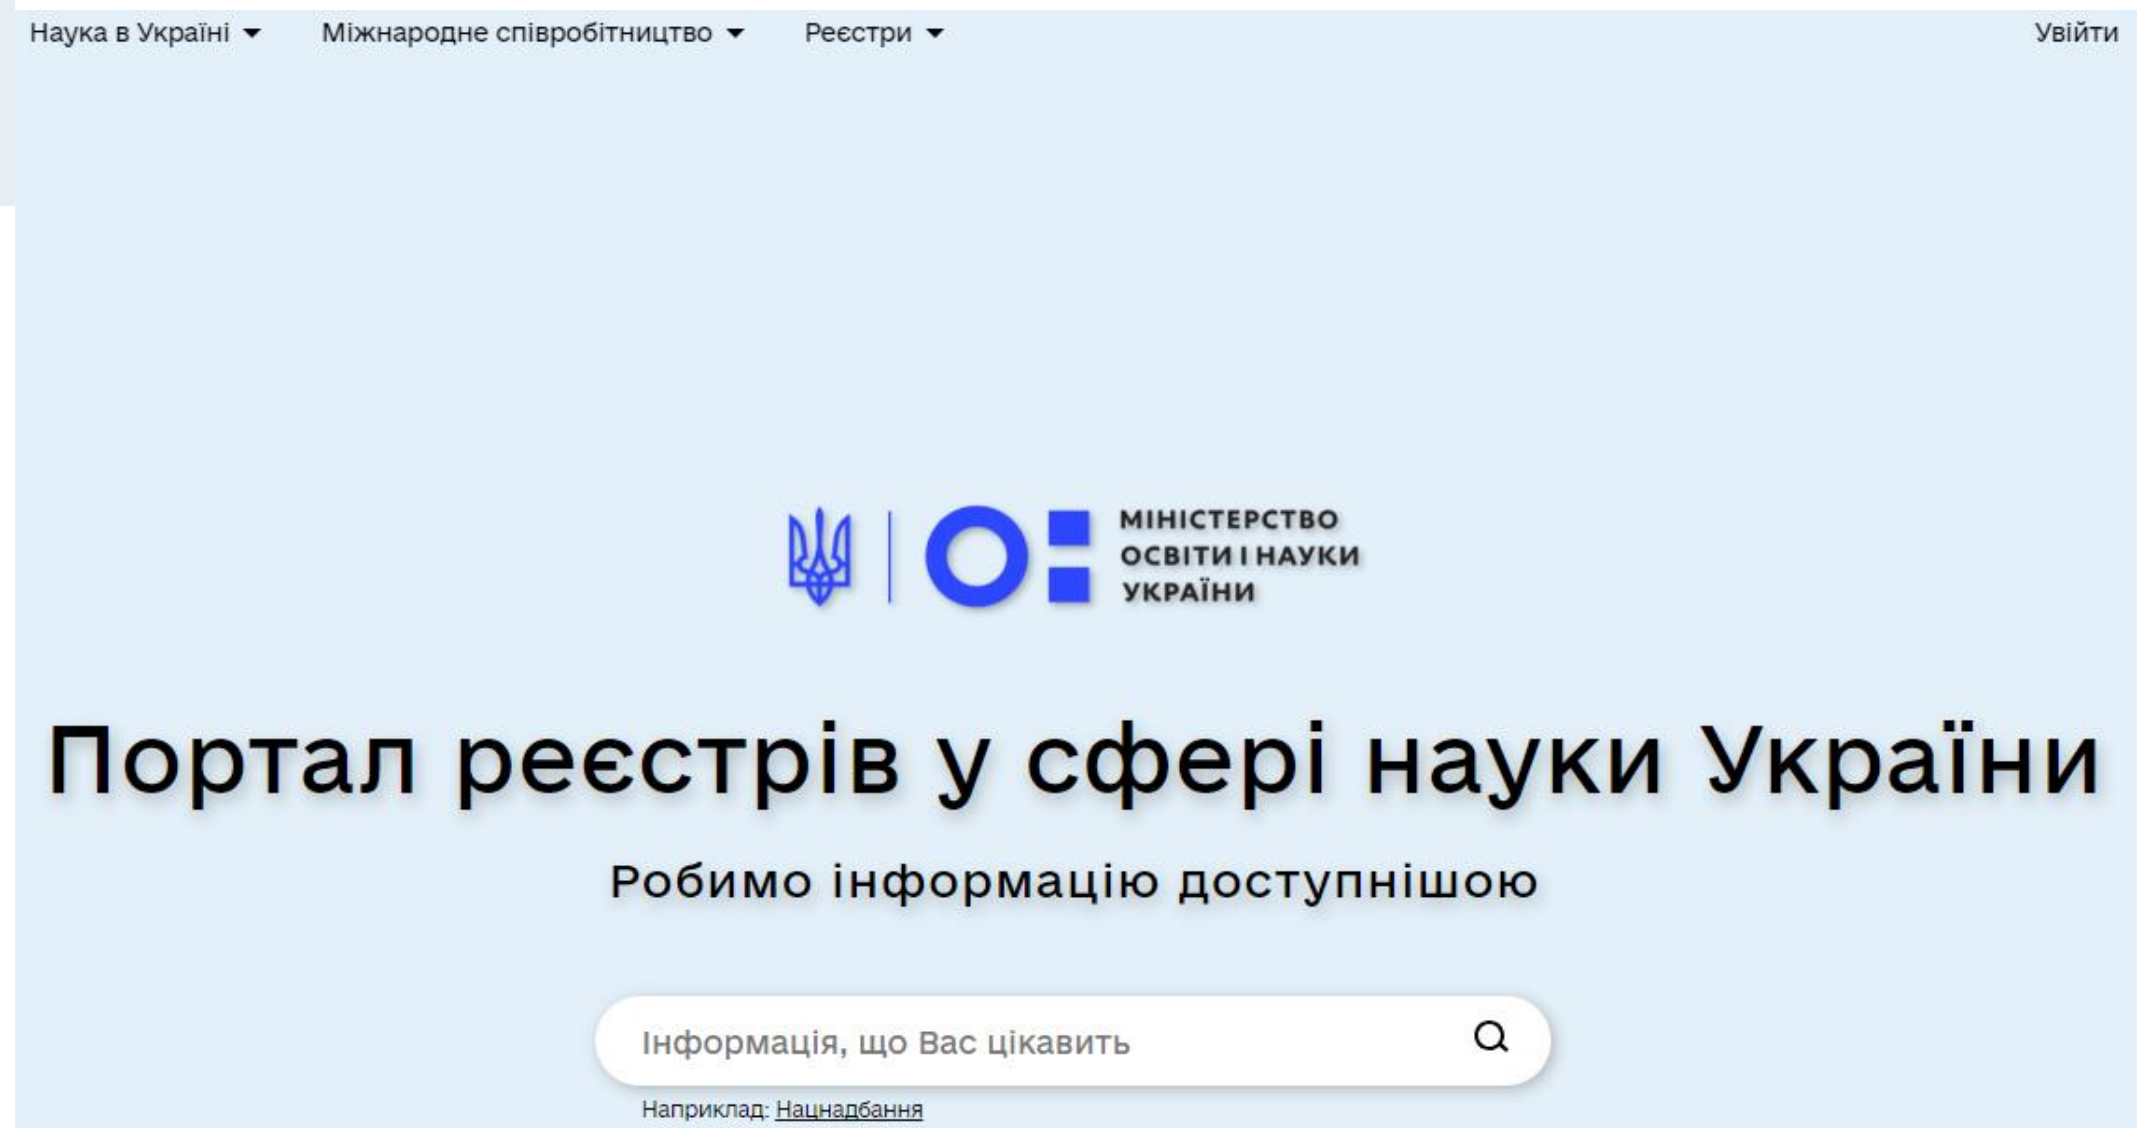 Наука в Україні
Міжнародне співробітництво
Реєстри
Увійти
МІНІСТЕРСТВО
ОСВІТИ І НАУКИ
УКРАЇНИ
Портал реєстрів у сфері науки України
Робимо інформацію доступнішою
Інформація, що Вас цікавить
Наприклад: Нацнадбання